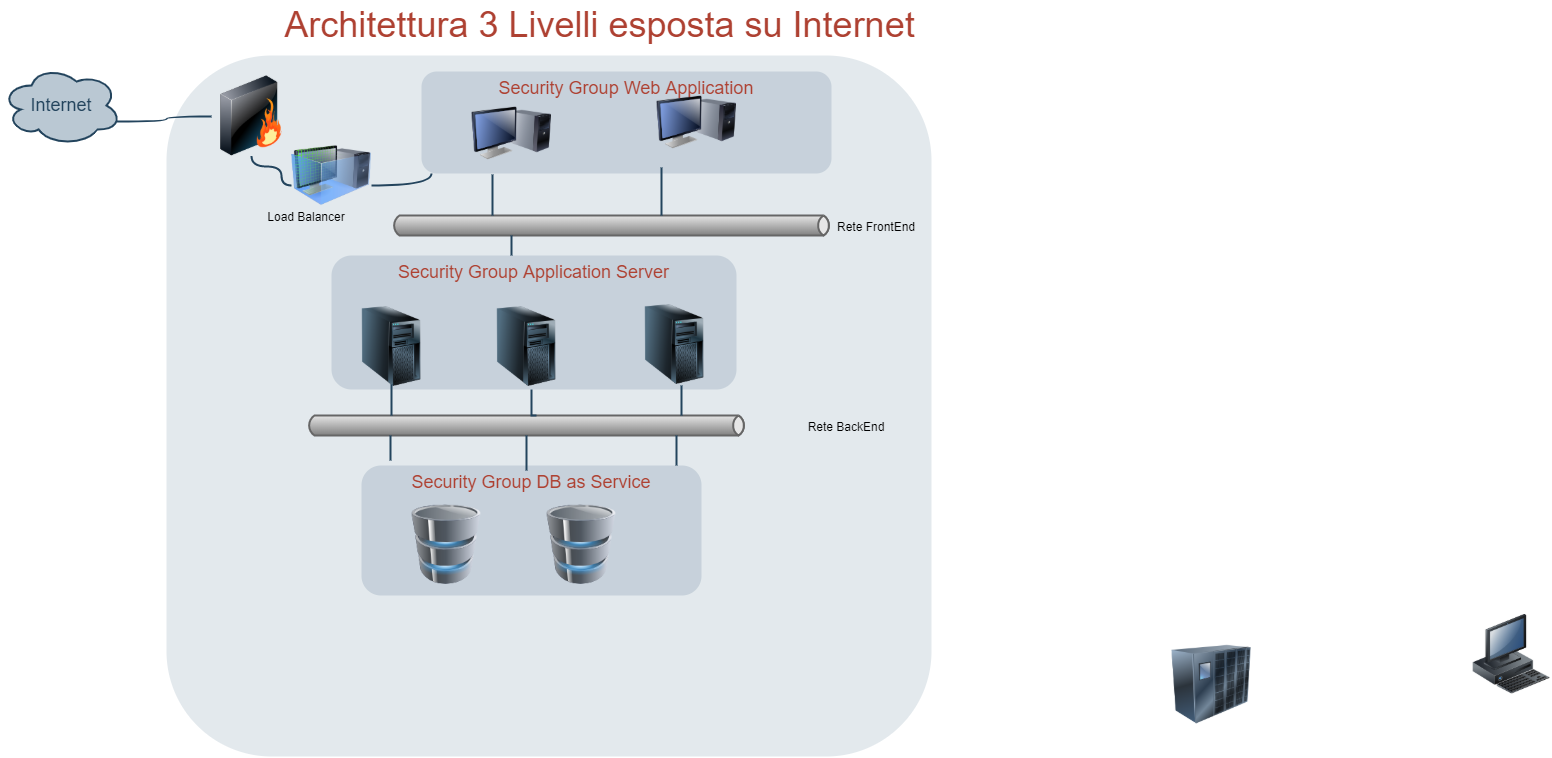 Architettura 3 Livelli esposta su Internet
Internet
Security Group Web Application
Load Balancer
Rete FrontEnd
Security Group Application Server
Rete BackEnd
Security Group DB as Service